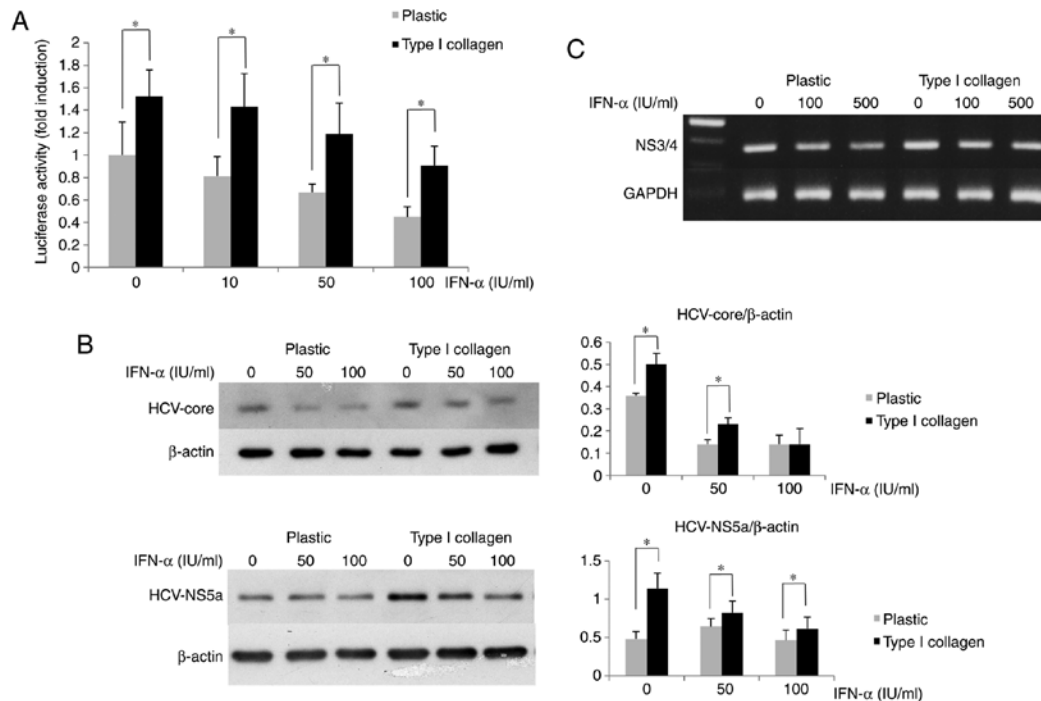 A
Plastic
Type I collagen
Luciferase activity (fold induction)
2
1.8
1.6
1.4
1.2
1
0.8
0.6
0.4
0.2
0
* * * *
0 10 50 100 IFN-α (IU/ml)
C
Plastic Type I collagen
IFN-α (IU/ml) 0 100 500 0 100 500
NS3/4
GAPDH
B
Plastic Type I collagen
IFN-α (IU/ml) 0 50 100 0 50 100
HCV-core
β-actin
HCV-core/β-actin
0.6
0.5
0.4
0.3
0.2
0.1
0
* *
0 50 100 IFN-α (IU/ml)
Plastic
Type I collagen
Plastic Type I collagen
IFN-α (IU/ml) 0 50 100 0 50 100
HCV-NS5a
β-actin
HCV-NS5a/β-actin
1.5
1
0.5
0
* * *
0 50 100 IFN-α (IU/ml)
Plastic
Type I collagen